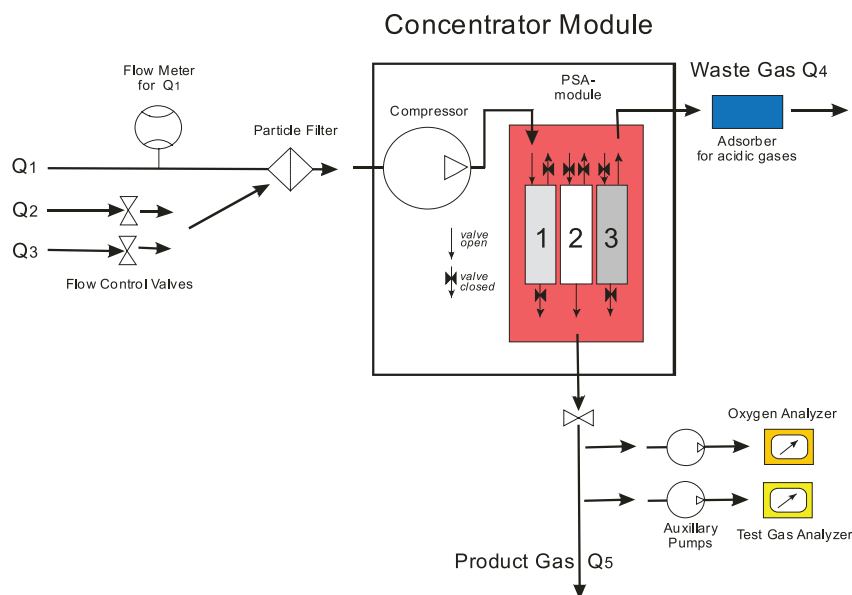 Concentrator Module
Flow Meter
for Q1
PSA-
module
Waste Gas Q4
Compressor
Particle Filter
Adsorber
for acidic gases
Q1
Q2
Q3
Flow Control Valves
valve
open
valve
closed
1 2 3
Oxygen Analyzer
Auxillary
Pumps
Test Gas Analyzer
Product Gas Q5